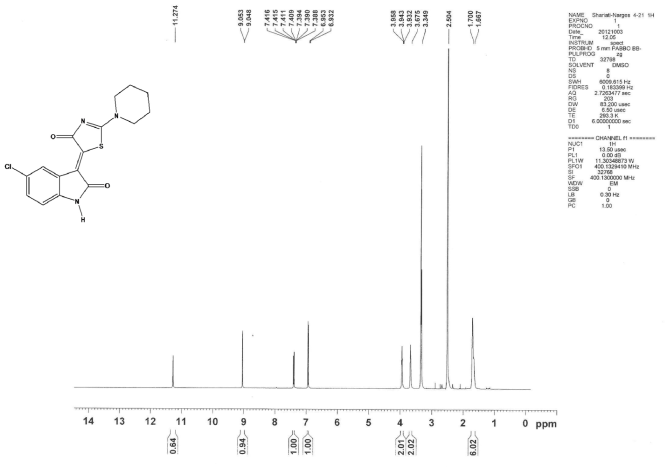 11.274
9.053
9.048
7.416
7.415
7.411
7.409
7.394
7.390
7.388
6.953
6.932
3.958
3.943
3.932
3.675
3.349
2.504
1.700
1.667
NAME Shariati-Narges 4-21 1H
EXPNO 1
PROCNO 1
Date_ 20121003
Time 12.05
INSTRUM spect
PROBHD 5 mm PABBO BB-
PULPROG zg
TD 32768
SOLVENT DMSO
NS 8
DS 0
SWH 6009.615 Hz
FIDRES 0.183399 Hz
AQ 2.7263477 sec
RG 203
DW 83.200 usec
DE 6.50 usec
TE 293.3 K
D1 6.00000000 sec
TD0 1
======== CHANNEL f1 ========
NUC1 1H
P1 13.50 usec
PL1 0.00 dB
PL1W 11.30348873 W
SFO1 400.1329410 MHz
SI 32768
SF 400.1300000 MHz
WDW EM
SSB 0
LB 0.30 Hz
GB 0
PC 1.00
N
N
O
S
Cl
O
N
H
14 13 12 11 10 9 8 7 6 5 4 3 2 1 0 ppm
0.64
0.94
1.00
1.00
2.01
2.02
6.02